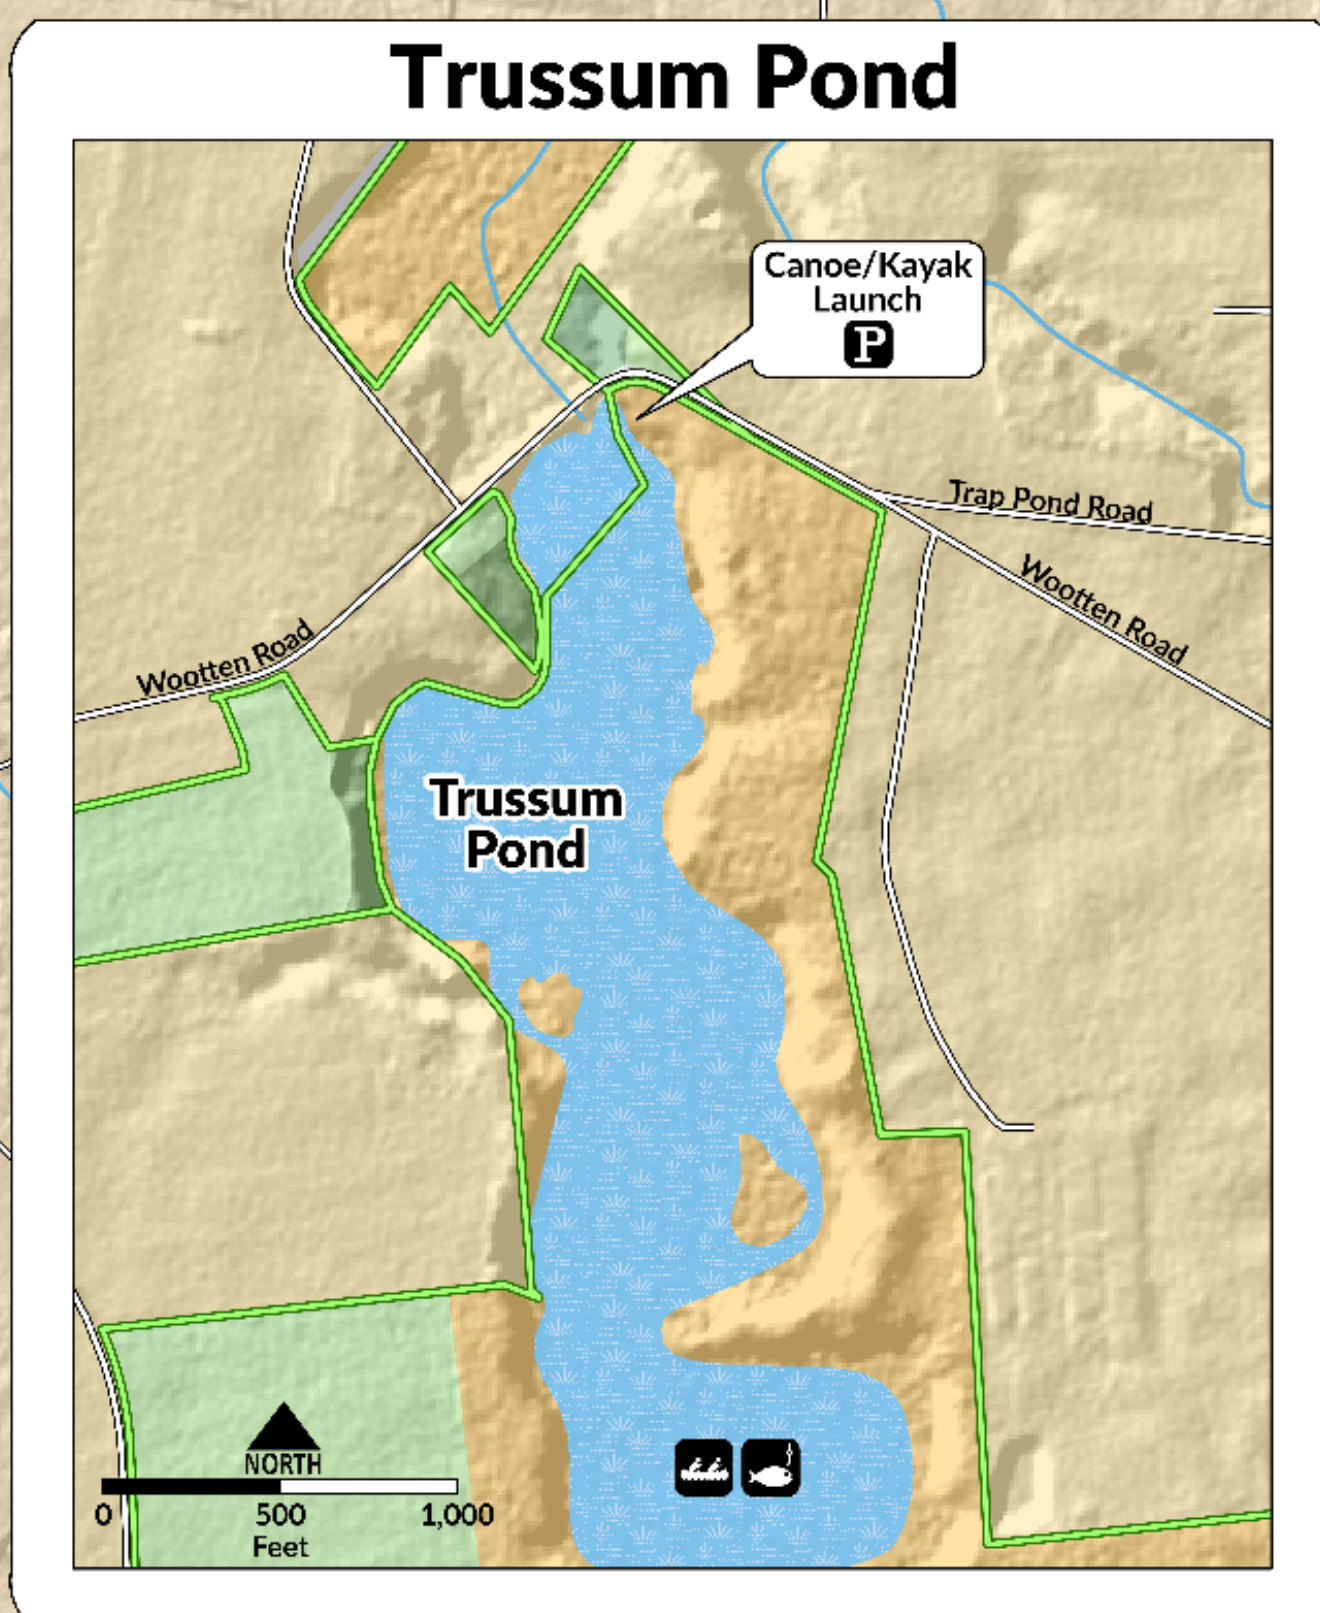 Trussum Pond
Canoe/Kayak
Launch
P
Trap Pond Road
Wootten Road
Wootten Road
Trussum
Pond
NORTH
0 500 1,000
Feet